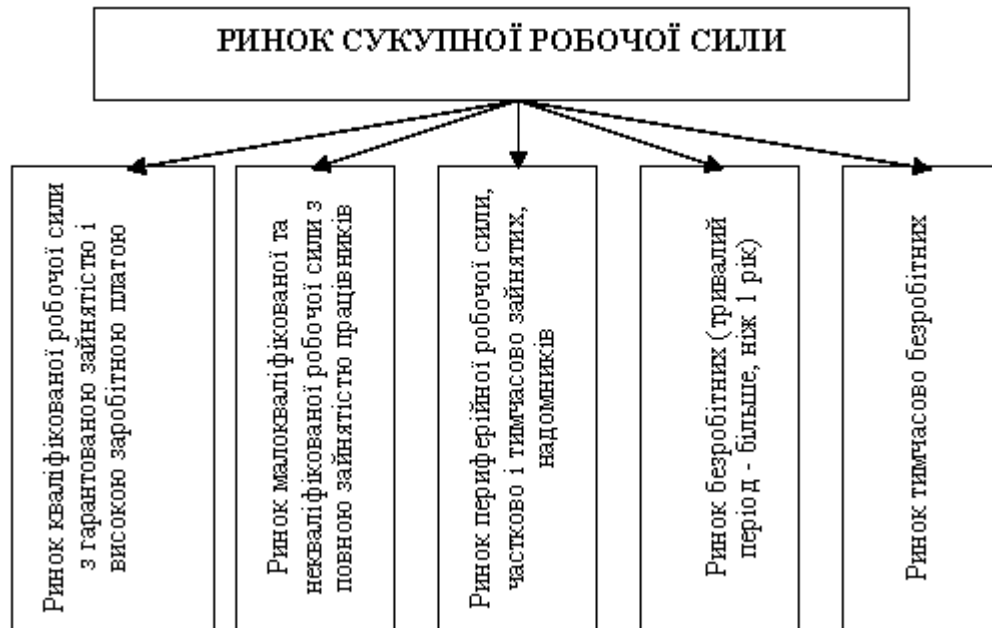 РИНОК СУКУПНОЇ РОБОЧОЇ СИЛИ
Ринок кваліфікованої робочої сили
з гарантованою зайнятістю і
високою заробітною платою
Ринок малокваліфікованої та
некваліфікованої робочої сили з
повною зайнятістю працівників
Ринок периферійної робочої сили,
частково і тимчасово зайнятих,
надомників
Ринок безробітних (тривалий
період - більше, ніж 1 рік)
Ринок тимчасово безробітних